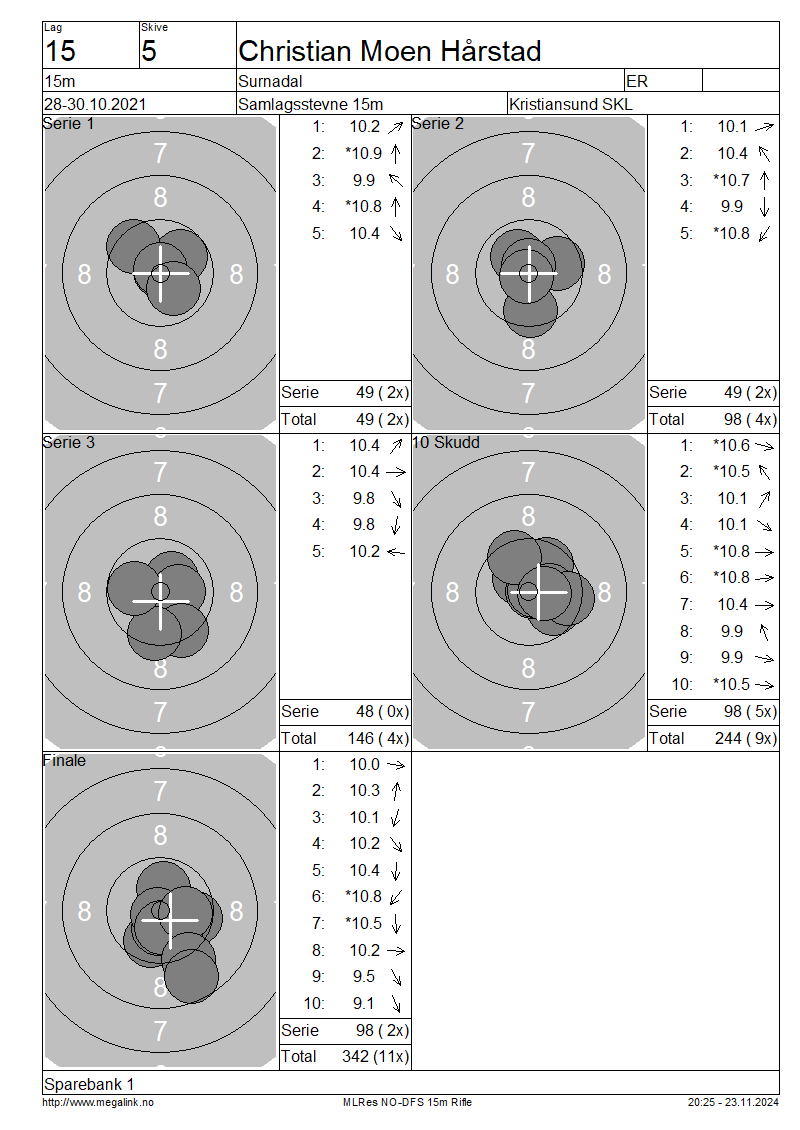 Lag Skive
15 5 Christian Moen Hårstad
15m Surnadal ER
28-30.10.2021 Samlagsstevne 15m Kristiansund SKL
Serie 1
7
8
8 8
8
7
1: 10.2
2: *10.9
3: 9.9
4: *10.8
5: 10.4
Serie 49 ( 2x)
Total 49 ( 2x)
Serie 2
7
8
8 8
8
7
1: 10.1
2: 10.4
3: *10.7
4: 9.9
5: *10.8
Serie 49 ( 2x)
Total 98 ( 4x)
Serie 3
7
8
8 8
8
7
1: 10.4
2: 10.4
3: 9.8
4: 9.8
5: 10.2
Serie 48 ( 0x)
Total 146 ( 4x)
10 Skudd
7
8
8 8
8
7
1: *10.6
2: *10.5
3: 10.1
4: 10.1
5: *10.8
6: *10.8
7: 10.4
8: 9.9
9: 9.9
10: *10.5
Serie 98 ( 5x)
Total 244 ( 9x)
Finale
7
8
8 8
8
7
1: 10.0
2: 10.3
3: 10.1
4: 10.2
5: 10.4
6: *10.8
7: *10.5
8: 10.2
9: 9.5
10: 9.1
Serie 98 ( 2x)
Total 342 (11x)
Sparebank 1
http://www.megalink.no MLRes NO-DFS 15m Rifle 20:25 - 23.11.2024